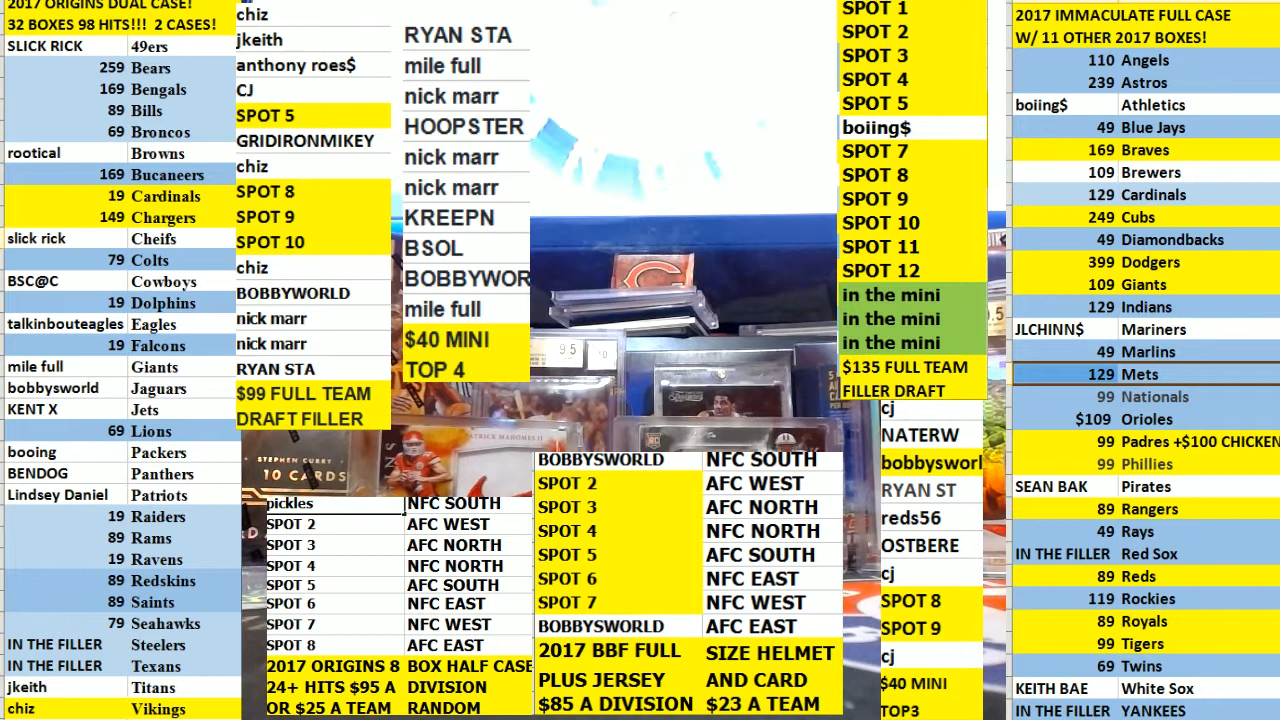 2017 ORIGINS DUAL CASE!
32 BOXES 98 HITS!!! 2 CASES!
SLICK RICK 49ers
259 Bears
169 Bengals
89 Bills
69 Broncos
rootical Browns
169 Bucaneers
19 Cardinals
149 Chargers
slick rick Cheifs
79 Colts
BSC@C Cowboys
19 Dolphins
talkinbouteagles Eagles
19 Falcons
mile full Giants
bobbysworld Jaguars
KENT X Jets
69 Lions
booing Packers
BENDOG Panthers
Lindsey Daniel Patriots
19 Raiders
89 Rams
19 Ravens
89 Redskins
89 Saints
79 Seahawks
IN THE FILLER Steelers
IN THE FILLER Texans
jkeith Titans
chiz Vikings
chiz
jkeith
anthony roes$
CJ
SPOT 5
GRIDIRONMIKEY
chiz
SPOT 8
SPOT 9
SPOT 10
chiz
BOBBYWORLD
nick marr
nick marr
RYAN STA
$99 FULL TEAM
DRAFT FILLER
RYAN STA
mile full
nick marr
HOOPSTER
nick marr
nick marr
KREEPN
BSOL
BOBBYWOR
mile full
$40 MINI
TOP 4
9.5 10
STEPHEN CURRY
10 CARDS
PATRICK MAHOMES II
pickles NFC SOUTH
SPOT 2 AFC WEST
SPOT 3 AFC NORTH
SPOT 4 NFC NORTH
SPOT 5 AFC SOUTH
SPOT 6 NFC EAST
SPOT 7 NFC WEST
SPOT 8 AFC EAST
2017 ORIGINS 8 BOX HALF CASE
24+ HITS $95 A DIVISION
OR $25 A TEAM RANDOM
BOBBYSWORLD NFC SOUTH
SPOT 2 AFC WEST
SPOT 3 AFC NORTH
SPOT 4 NFC NORTH
SPOT 5 AFC SOUTH
SPOT 6 NFC EAST
SPOT 7 NFC WEST
BOBBYSWORLD AFC EAST
2017 BBF FULL SIZE HELMET
PLUS JERSEY AND CARD
$85 A DIVISION $23 A TEAM
SPOT 1
SPOT 2
SPOT 3
SPOT 4
SPOT 5
boiing$
SPOT 7
SPOT 8
SPOT 9
SPOT 10
SPOT 11
SPOT 12
in the mini
in the mini
in the mini
$135 FULL TEAM
FILLER DRAFT
cj
NATERW
bobbysworl
RYAN ST
reds56
OSTBERE
cj
SPOT 8
SPOT 9
cj
$40 MINI
TOP3
2017 IMMACULATE FULL CASE
W/ 11 OTHER 2017 BOXES!
110 Angels
239 Astros
boiing$ Athletics
49 Blue Jays
169 Braves
109 Brewers
129 Cardinals
249 Cubs
49 Diamondbacks
399 Dodgers
109 Giants
129 Indians
JLCHINN$ Mariners
49 Marlins
129 Mets
99 Nationals
$109 Orioles
99 Padres +$100 CHICKEN
99 Phillies
SEAN BAK Pirates
89 Rangers
49 Rays
IN THE FILLER Red Sox
89 Reds
119 Rockies
89 Royals
99 Tigers
69 Twins
KEITH BAE White Sox
IN THE FILLER YANKEES